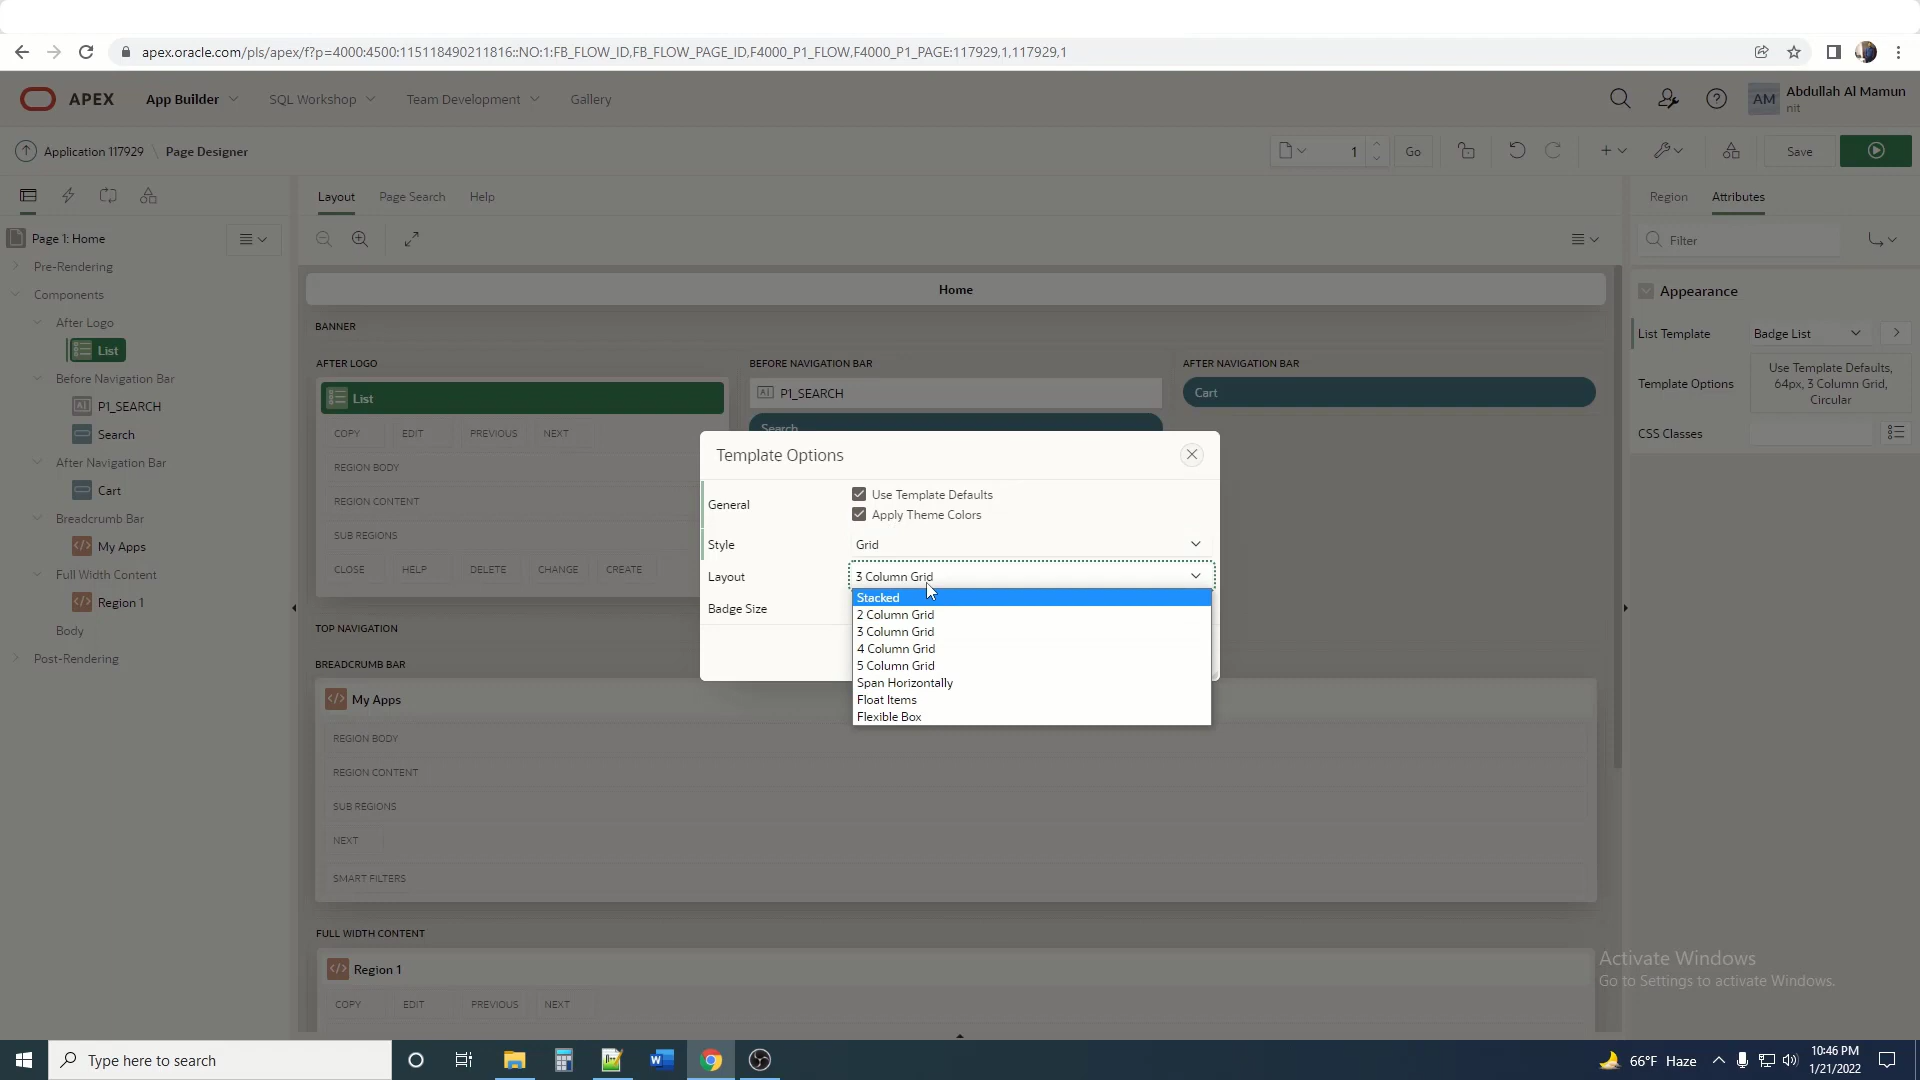 apex.oracle.com/pls/apex/f?p=4000:4500:115118490211816::NO:1:FB_FLOW_ID,FB_FLOW_PAGE_ID,F4000_P1_FLOW,F4000_P1_PAGE:117929,1,117929,1
APEX App Builder SQL Workshop Team Development Gallery AM Abdullah Al Mamun
nit
Application 117929 \ Page Designer 1 Go Save
Layout Page Search Help Region Attributes
Page 1: Home Filter
Pre-Rendering
Components
After Logo
List
Before Navigation Bar
P1_SEARCH
Search
After Navigation Bar
Cart
Breadcrumb Bar
My Apps
Full Width Content
Region 1
Body
Post-Rendering
Home
BANNER
AFTER LOGO BEFORE NAVIGATION BAR AFTER NAVIGATION BAR
List P1_SEARCH Cart
Search
COPY EDIT PREVIOUS NEXT
REGION BODY
REGION CONTENT
SUB REGIONS
CLOSE HELP DELETE CHANGE CREATE
TOP NAVIGATION
BREADCRUMB BAR
My Apps
REGION BODY
REGION CONTENT
SUB REGIONS
NEXT
SMART FILTERS
FULL WIDTH CONTENT
Region 1
COPY EDIT PREVIOUS NEXT
Template Options
General Use Template Defaults
Apply Theme Colors
Style Grid
Layout 3 Column Grid
Badge Size
Stacked
2 Column Grid
3 Column Grid
4 Column Grid
5 Column Grid
Span Horizontally
Float Items
Flexible Box
Appearance
List Template Badge List
Template Options Use Template Defaults,
64px, 3 Column Grid,
Circular
CSS Classes
Activate Windows
Go to Settings to activate Windows.
Type here to search 66°F Haze 10:46 PM
1/21/2022